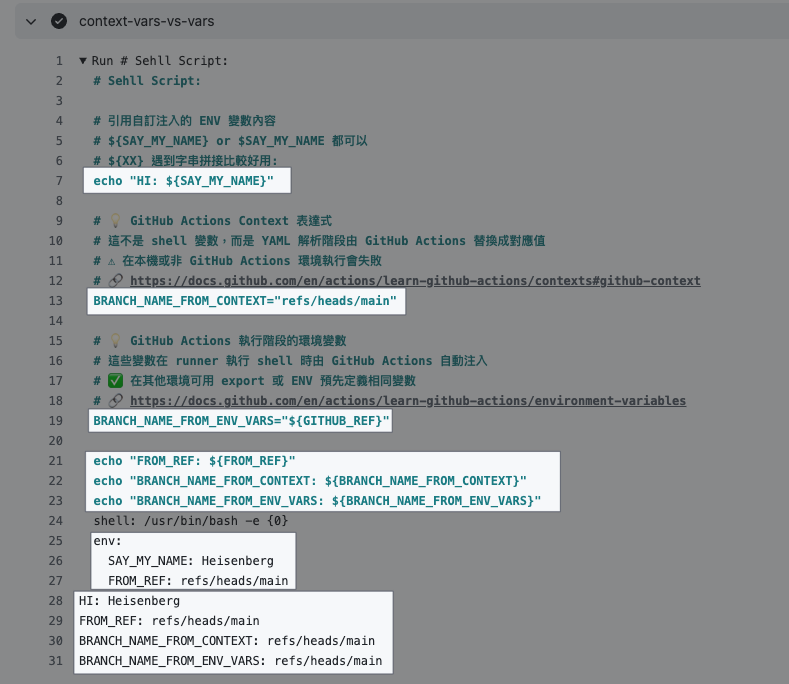 context-vars-vs-vars
1 ▼ Run # Sehll Script:
2 # Sehll Script:
3
4 # 引用自訂注入的 ENV 變數內容
5 # ${SAY_MY_NAME} or $SAY_MY_NAME 都可以
6 # ${XX} 遇到字串拼接比較好用:
7 echo "HI: ${SAY_MY_NAME}"
8
9 # 💡 GitHub Actions Context 表達式
10 # 這不是 shell 變數，而是 YAML 解析階段由 GitHub Actions 替換成對應值
11 # ⚠ 在本機或非 GitHub Actions 環境執行會失敗
12 # 🔗 https://docs.github.com/en/actions/learn-github-actions/contexts#github-context
13 BRANCH_NAME_FROM_CONTEXT="refs/heads/main"
14
15 # 💡 GitHub Actions 執行階段的環境變數
16 # 這些變數在 runner 執行 shell 時由 GitHub Actions 自動注入
17 # ✅ 在其他環境可用 export 或 ENV 預先定義相同變數
18 # 🔗 https://docs.github.com/en/actions/learn-github-actions/environment-variables
19 BRANCH_NAME_FROM_ENV_VARS="${GITHUB_REF}"
20
21 echo "FROM_REF: ${FROM_REF}"
22 echo "BRANCH_NAME_FROM_CONTEXT: ${BRANCH_NAME_FROM_CONTEXT}"
23 echo "BRANCH_NAME_FROM_ENV_VARS: ${BRANCH_NAME_FROM_ENV_VARS}"
24 shell: /usr/bin/bash -e {0}
25 env:
26 SAY_MY_NAME: Heisenberg
27 FROM_REF: refs/heads/main
28 HI: Heisenberg
29 FROM_REF: refs/heads/main
30 BRANCH_NAME_FROM_CONTEXT: refs/heads/main
31 BRANCH_NAME_FROM_ENV_VARS: refs/heads/main